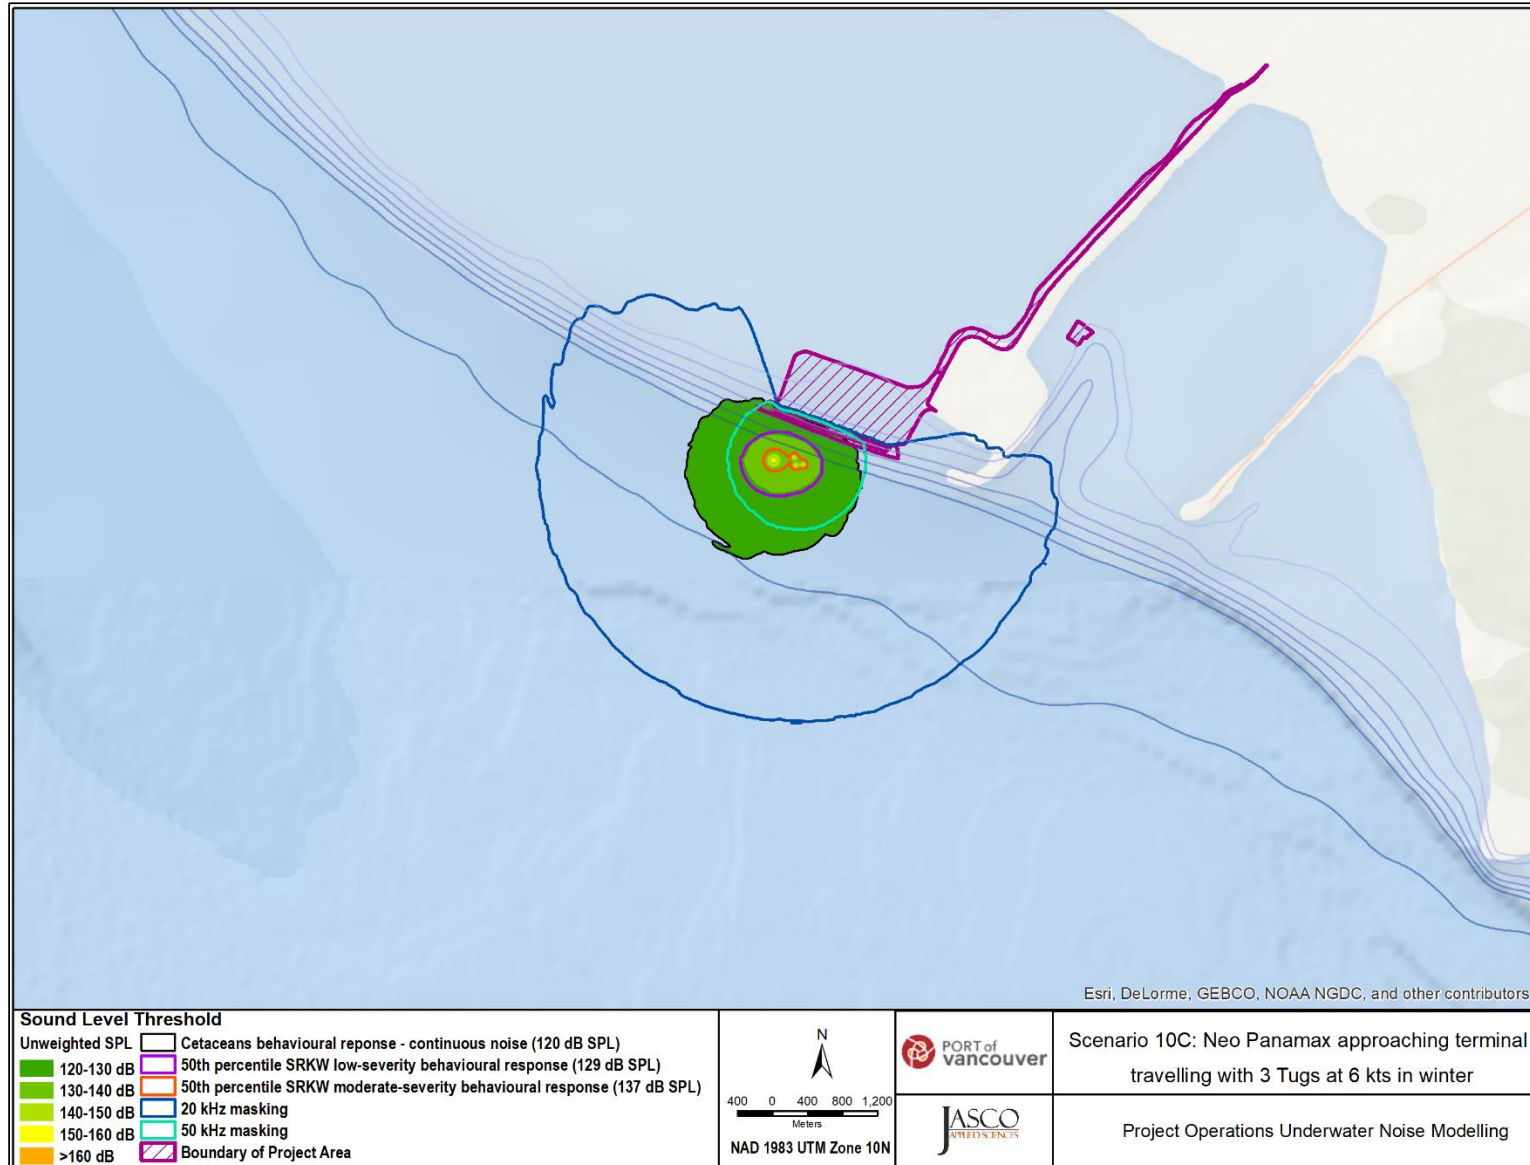 Esri, DeLorme, GEBCO, NOAA NGDC, and other contributors
Sound Level Threshold
Unweighted SPL
120-130 dB
130-140 dB
140-150 dB
150-160 dB
>160 dB
Cetaceans behavioural reponse - continuous noise (120 dB SPL)
50th percentile SRKW low-severity behavioural response (129 dB SPL)
50th percentile SRKW moderate-severity behavioural response (137 dB SPL)
20 kHz masking
50 kHz masking
Boundary of Project Area
N
400 0 400 800 1,200
Meters
NAD 1983 UTM Zone 10N
PORT of
vancouver
JASCO
APPLIED SCIENCES
Scenario 10C: Neo Panamax approaching terminal
travelling with 3 Tugs at 6 kts in winter
Project Operations Underwater Noise Modelling